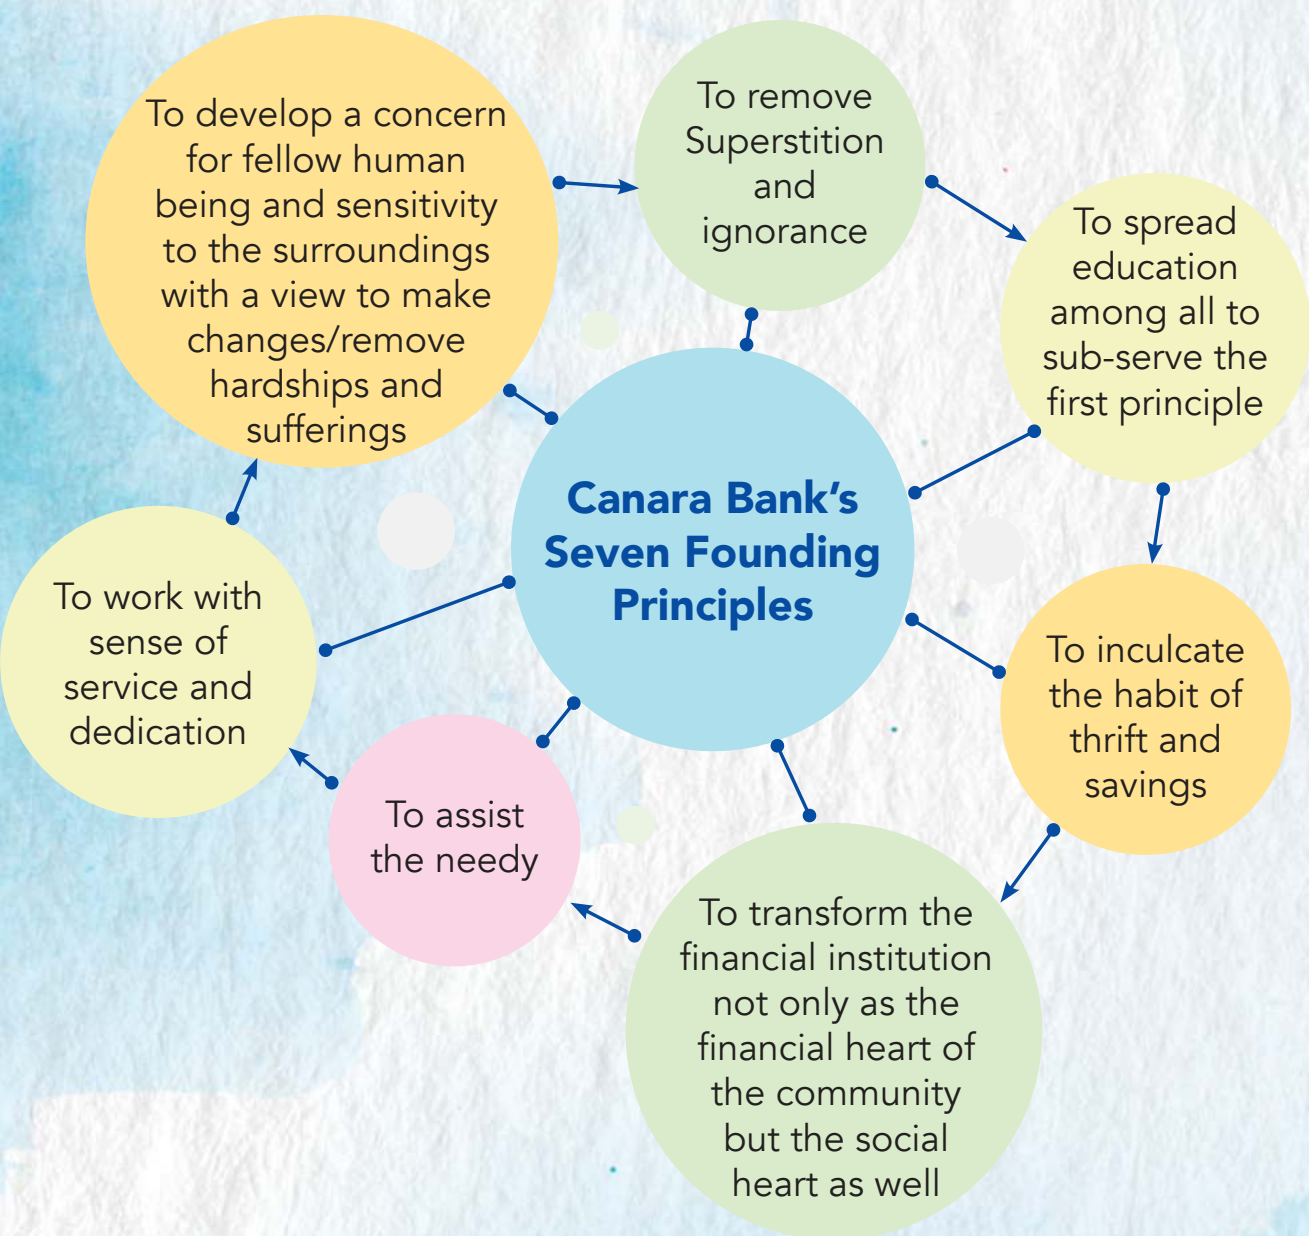 To remove
Superstition
and
ignorance
To spread
education
among all to
sub-serve the
first principle
To inculcate
the habit of
thrift and
savings
To transform the
financial institution
not only as the
financial heart of
the community
but the social
heart as well
To assist
the needy
To work with
sense of
service and
dedication
To develop a concern
for fellow human
being and sensitivity
to the surroundings
with a view to make
changes/remove
hardships and
sufferings
Canara Bank’s
Seven Founding
Principles